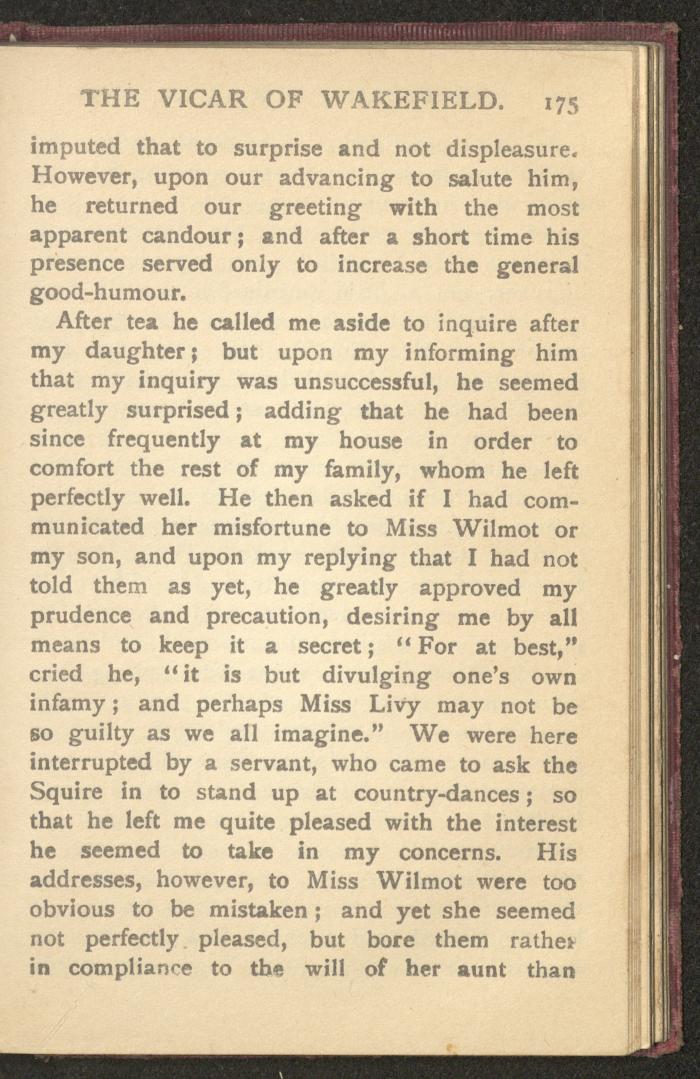 THE VICAR OF WAKEFIELD. 175
imputed that to surprise and not displeasure.
However, upon our advancing to salute him,
he returned our greeting with the most
apparent candour; and after a short time his
presence served only to increase the general
good-humour.
After tea he called me aside to inquire after
my daughter; but upon my informing him
that my inquiry was unsuccessful, he seemed
greatly surprised; adding that he had been
since frequently at my house in order to
comfort the rest of my family, whom he left
perfectly well. He then asked if I had com-
municated her misfortune to Miss Wilmot or
my son, and upon my replying that I had not
told them as yet, he greatly approved my
prudence and precaution, desiring me by all
means to keep it a secret; “For at best,”
cried he, “it is but divulging one’s own
infamy; and perhaps Miss Livy may not be
so guilty as we all imagine.” We were here
interrupted by a servant, who came to ask the
Squire in to stand up at country-dances; so
that he left me quite pleased with the interest
he seemed to take in my concerns. His
addresses, however, to Miss Wilmot were too
obvious to be mistaken; and yet she seemed
not perfectly pleased, but bore them rather
in compliance to the will of her aunt than